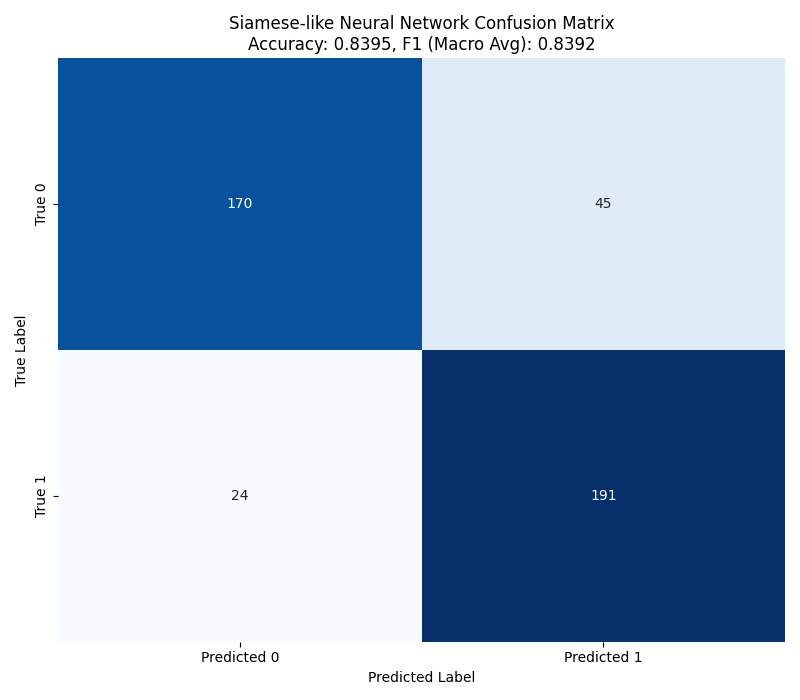 Siamese-like Neural Network Confusion Matrix
Accuracy: 0.8395, F1 (Macro Avg): 0.8392
True Label
True 0
170
45
True 1
24
191
Predicted 0
Predicted 1
Predicted Label